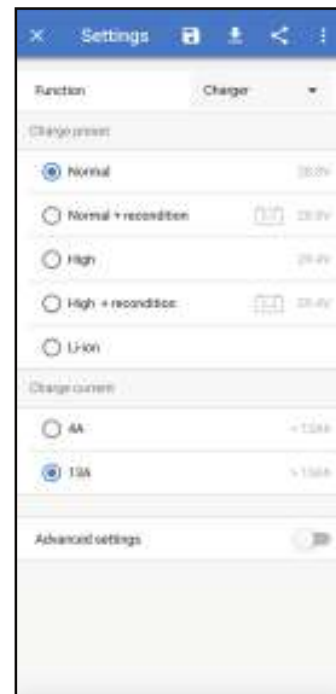 Settings
Function Charger
Charge preset
Normal
Normal + recondition
High
High + recondition
Li-ion
Charge current
4A
13A
Advanced settings